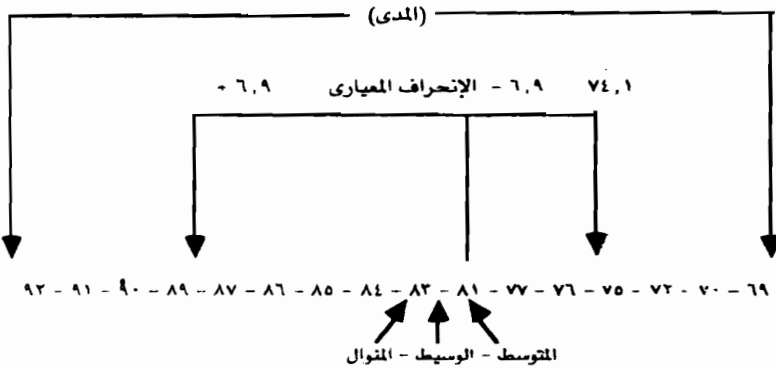 (المدى)
٧٤,١ ٦,٩ - الإنحراف المعيارى ٦,٩ +
٦٩ - ٧٠ - ٧٢ - ٧٥ - ٧٦ - ٧٧ - ٨١ - ٨٣ - ٨٤ - ٨٥ - ٨٦ - ٨٧ - ٨٩ - ٩٠ - ٩١ - ٩٢
المتوسط - الوسيط - المنوال